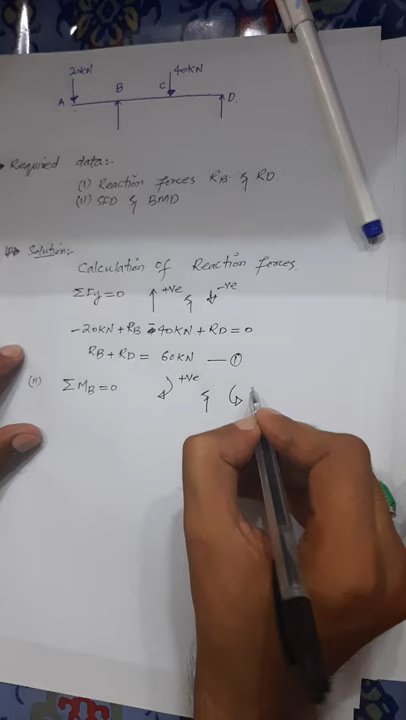 20KN
40KN
A
B
C
D
Required data:-
(I) Reaction forces RB & RD
(II) SFD & BMD
Solution:-
Calculation of Reaction forces.
ΣFy=0 ↑ +ve & ↓ -ve
-20KN+RB-40KN+RD=0
RB+RD= 60KN —①
(II) ΣMB=0 +ve &